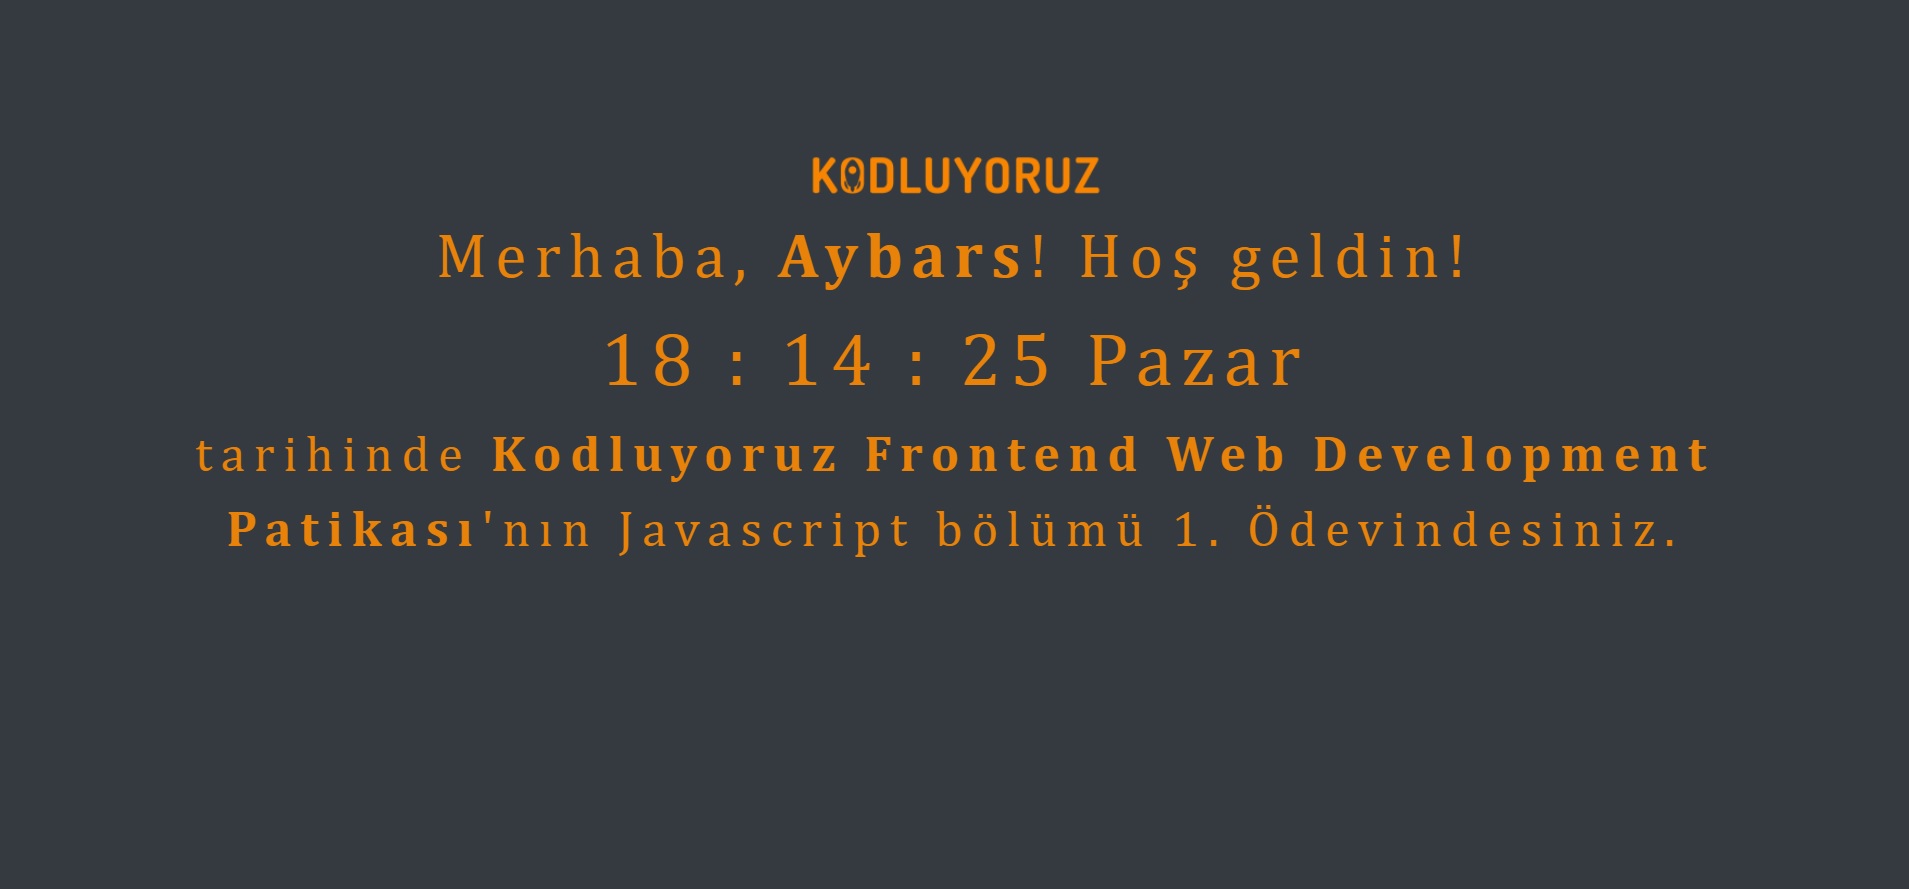 KODLUYORUZ
Merhaba, Aybars! Hoş geldin!
18 : 14 : 25 Pazar
tarihinde Kodluyoruz Frontend Web Development
Patikası'nın Javascript bölümü 1. Ödevindesiniz.